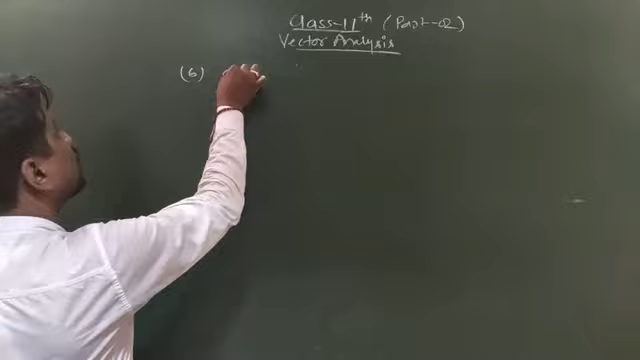 Class-11th (Part-02)
Vector Analysis
(6)